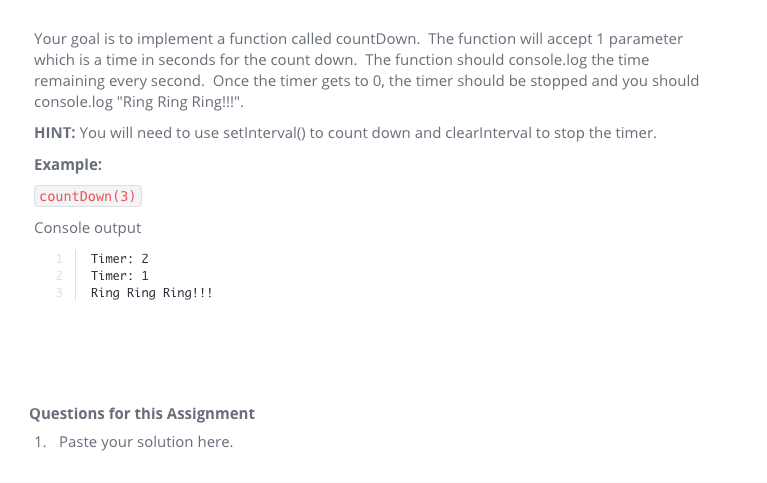 Your goal is to implement a function called countDown.  The function will accept 1 parameter
which is a time in seconds for the count down.  The function should console.log the time
remaining every second.  Once the timer gets to 0, the timer should be stopped and you should
console.log "Ring Ring Ring!!!".
HINT: You will need to use setInterval() to count down and clearInterval to stop the timer.
Example:
countDown(3)
Console output
1 Timer: 2
2 Timer: 1
3 Ring Ring Ring!!!
Questions for this Assignment
1. Paste your solution here.